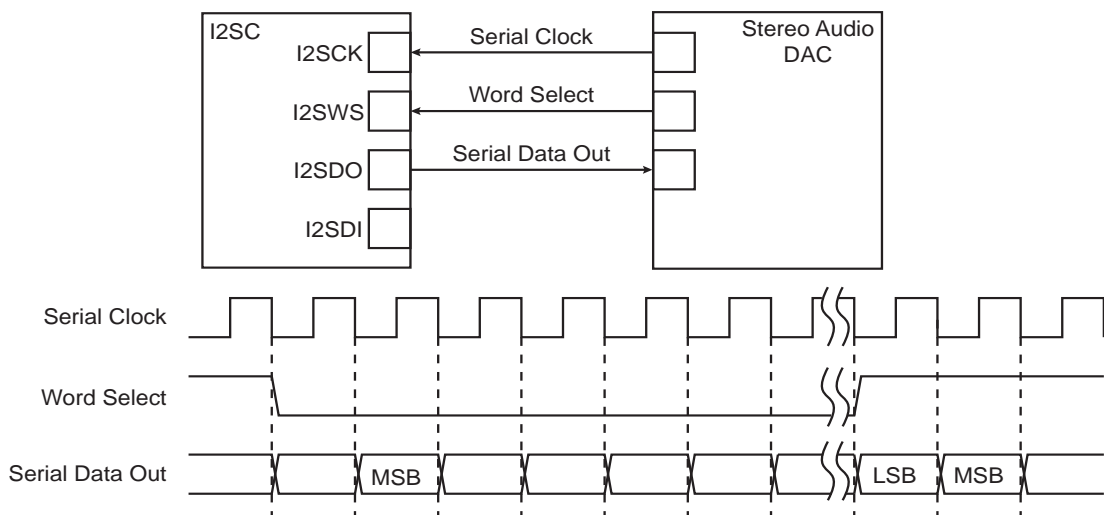 I2SC
Stereo Audio
DAC
I2SCK
Serial Clock
I2SWS
Word Select
I2SDO
Serial Data Out
I2SDI
Serial Clock
Word Select
Serial Data Out
MSB
LSB
MSB